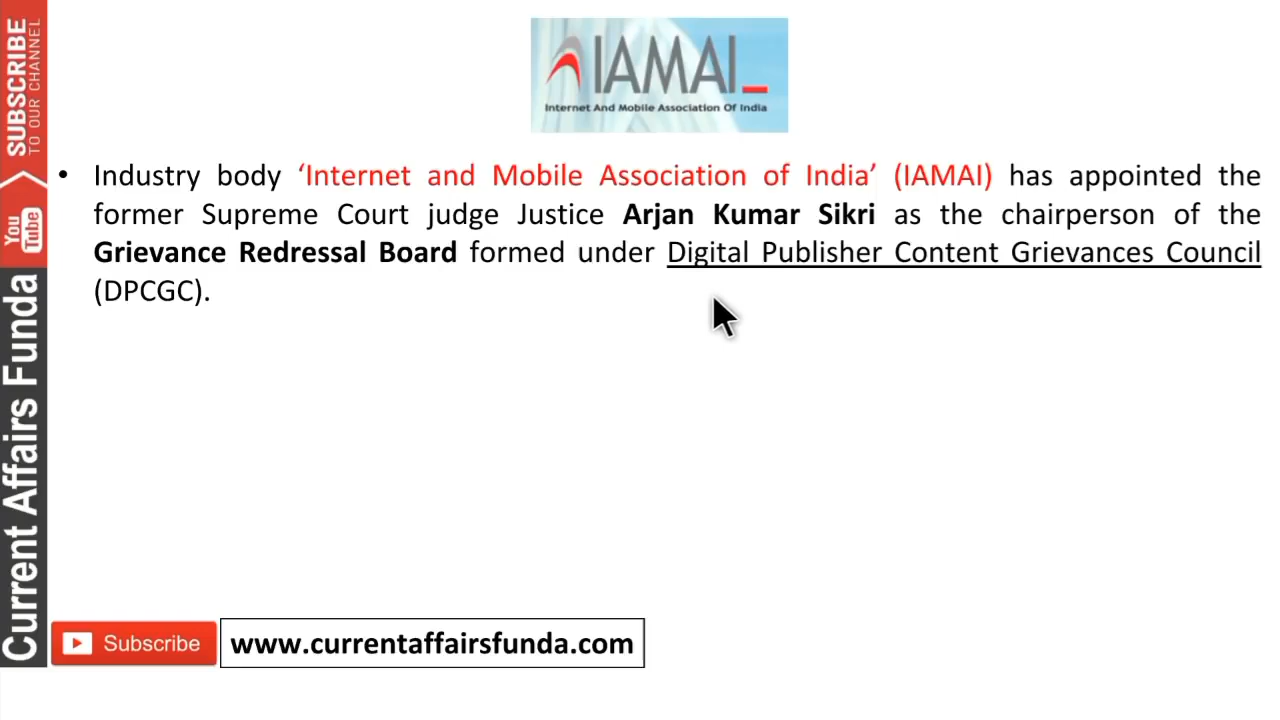 SUBSCRIBE
TO OUR CHANNEL
You
Tube
Current Affairs Funda
IAMAI
Internet And Mobile Association Of India
• Industry body ‘Internet and Mobile Association of India’ (IAMAI) has appointed the
former Supreme Court judge Justice Arjan Kumar Sikri as the chairperson of the
Grievance Redressal Board formed under Digital Publisher Content Grievances Council
(DPCGC).
Subscribe
www.currentaffairsfunda.com